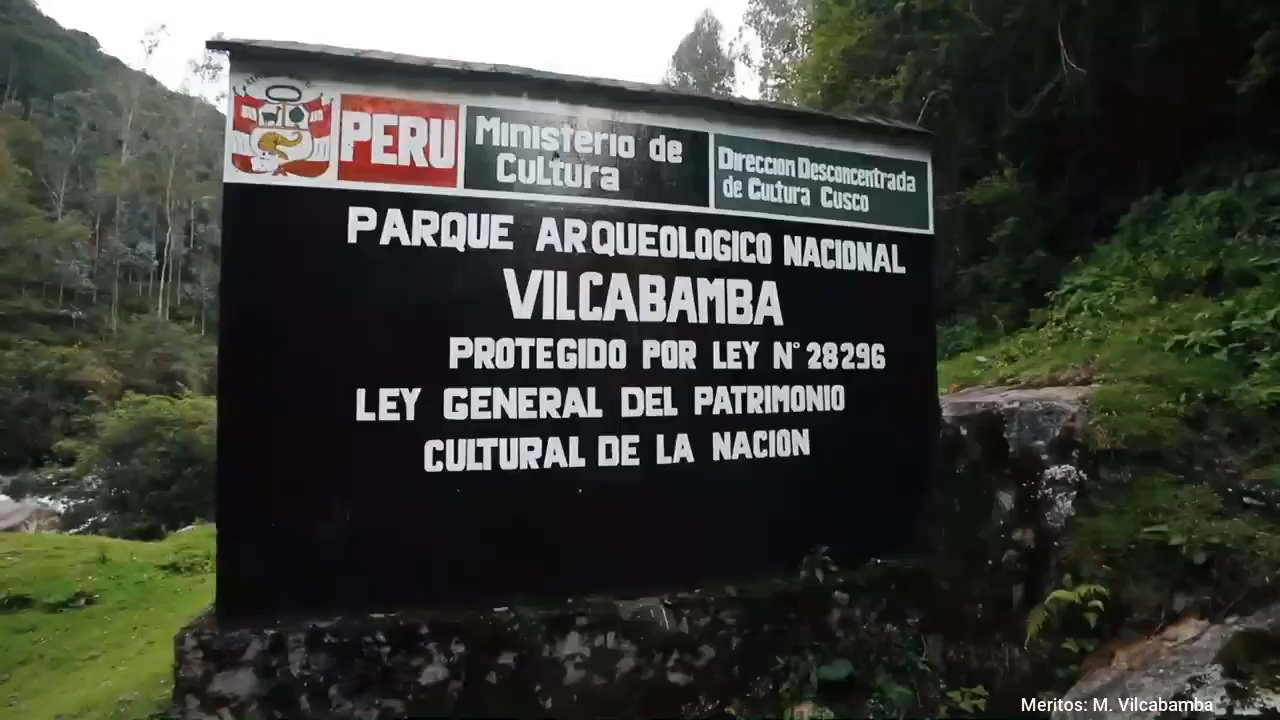 PERU
Ministerio de
Cultura
Direccion Desconcentrada
de Cultura Cusco
PARQUE ARQUEOLOGICO NACIONAL
VILCABAMBA
PROTEGIDO POR LEY N° 28296
LEY GENERAL DEL PATRIMONIO
CULTURAL DE LA NACION
Meritos: M. Vilcabamba